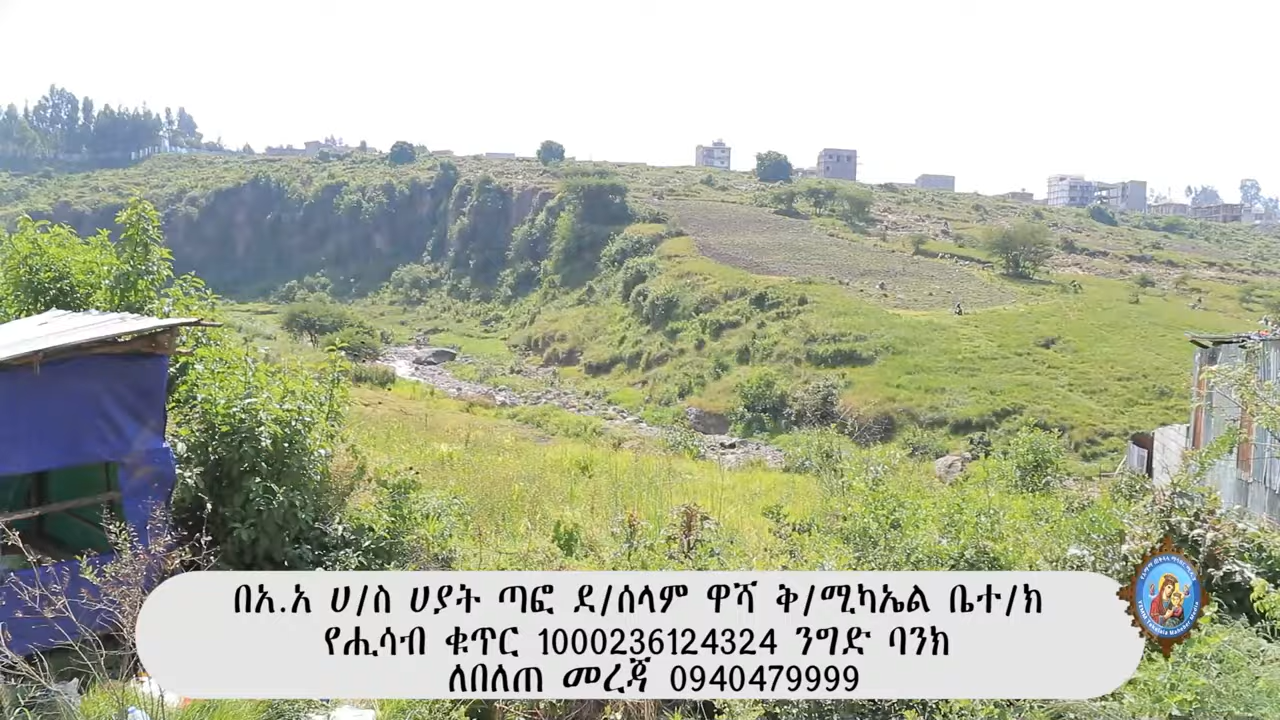 በአ.አ ሀ/ስ ሀያት ጣፎ ደ/ሰላም ዋሻ ቅ/ሚካኤል ቤተ/ክ
የሒሳብ ቁጥር 1000236124324 ንግድ ባንክ
ለበለጠ መረጃ 0940479999